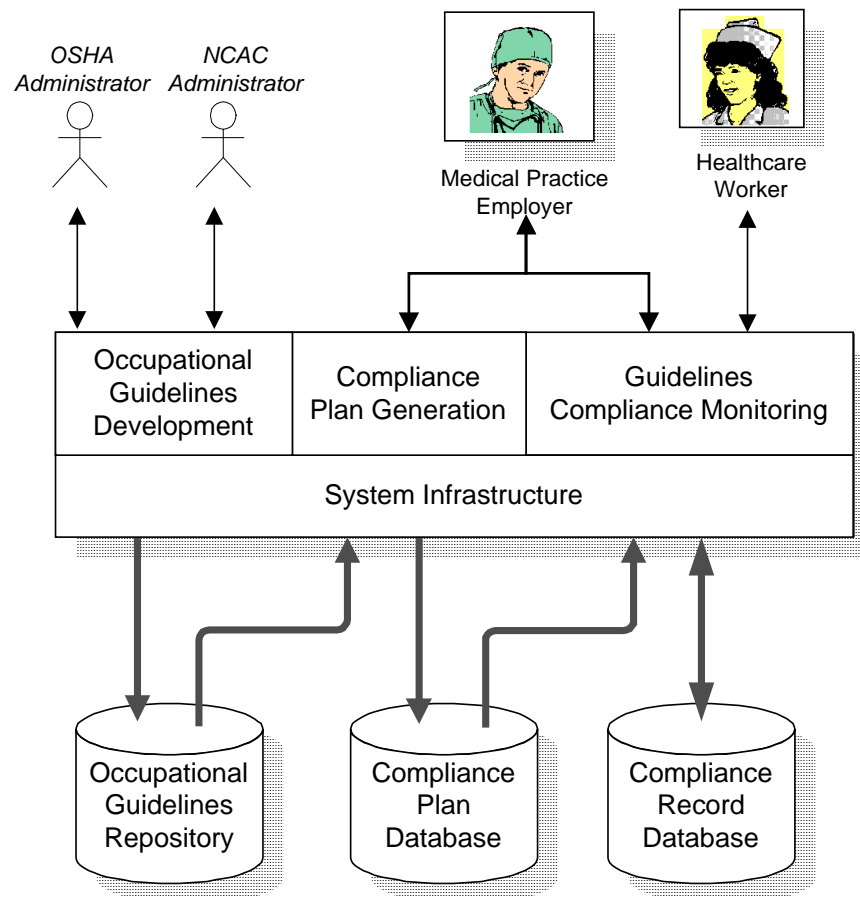 OSHA
Administrator
NCAC
Administrator
Medical Practice
Employer
Healthcare
Worker
Occupational
Guidelines
Development
Compliance
Plan Generation
Guidelines
Compliance Monitoring
System Infrastructure
Occupational
Guidelines
Repository
Compliance
Plan
Database
Compliance
Record
Database